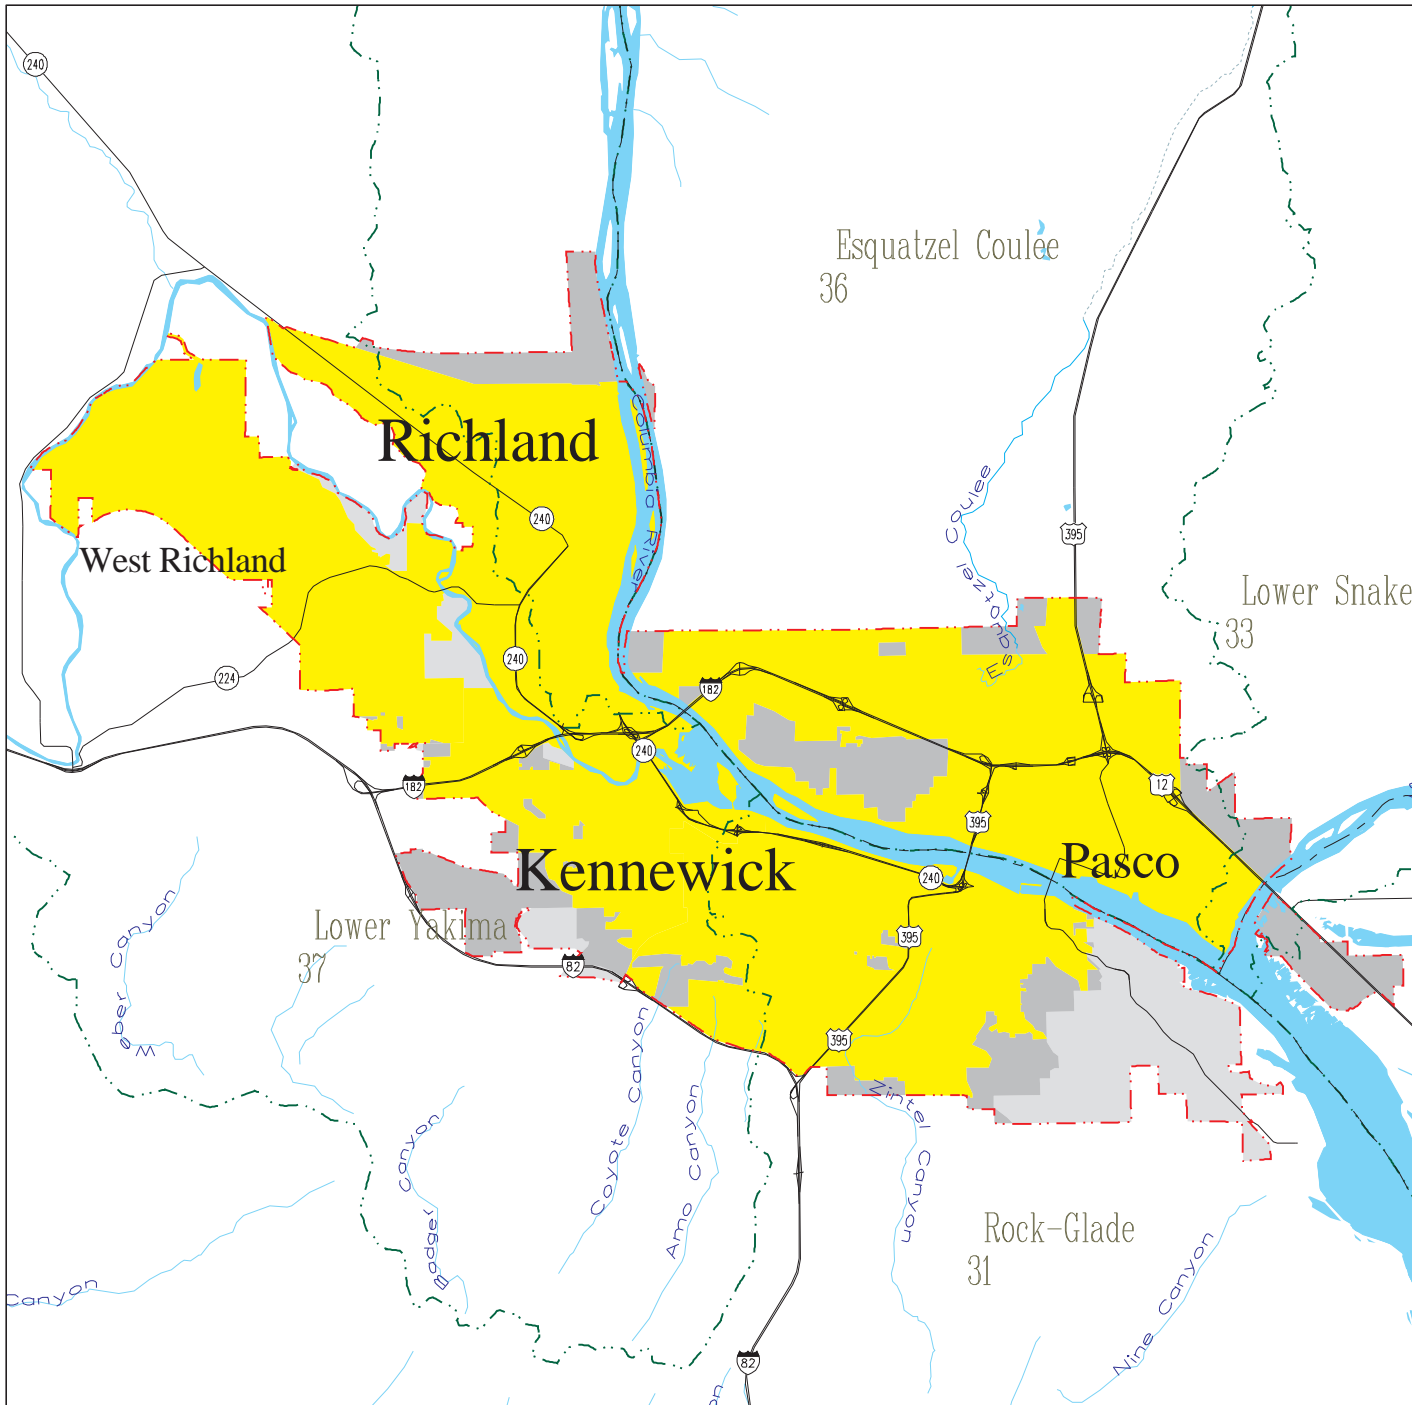 240
Esquatzel Coulee
36
Columbia River
Richland
240
Esquatzel Coulee
395
West Richland
Lower Snake
33
240
224
182
240
182
12
395
Kennewick
Pasco
240
Lower Yakima
37
395
82
Weber Canyon
395
Coyote Canyon
Amo Canyon
Zintel Canyon
Badger Canyon
Rock-Glade
31
Nine Canyon
Canyon
82
on